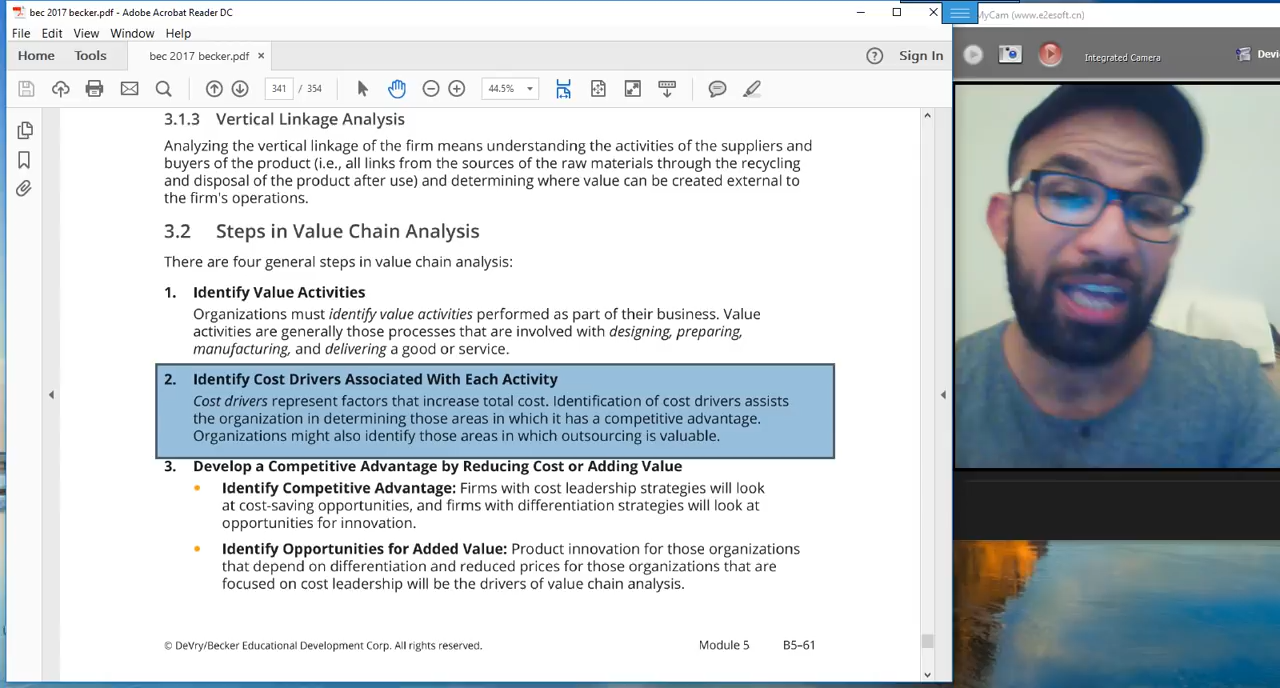 bec 2017 becker.pdf - Adobe Acrobat Reader DC
MyCam (www.e2esoft.cn)
File Edit View Window Help
Home Tools bec 2017 becker.pdf × Sign In
Integrated Camera
Devi
341 / 354 44.5%
3.1.3 Vertical Linkage Analysis
Analyzing the vertical linkage of the firm means understanding the activities of the suppliers and
buyers of the product (i.e., all links from the sources of the raw materials through the recycling
and disposal of the product after use) and determining where value can be created external to
the firm's operations.
3.2 Steps in Value Chain Analysis
There are four general steps in value chain analysis:
1. Identify Value Activities
Organizations must identify value activities performed as part of their business. Value
activities are generally those processes that are involved with designing, preparing,
manufacturing, and delivering a good or service.
2. Identify Cost Drivers Associated With Each Activity
Cost drivers represent factors that increase total cost. Identification of cost drivers assists
the organization in determining those areas in which it has a competitive advantage.
Organizations might also identify those areas in which outsourcing is valuable.
3. Develop a Competitive Advantage by Reducing Cost or Adding Value
• Identify Competitive Advantage: Firms with cost leadership strategies will look
at cost-saving opportunities, and firms with differentiation strategies will look at
opportunities for innovation.
• Identify Opportunities for Added Value: Product innovation for those organizations
that depend on differentiation and reduced prices for those organizations that are
focused on cost leadership will be the drivers of value chain analysis.
© DeVry/Becker Educational Development Corp. All rights reserved. Module 5 B5–61